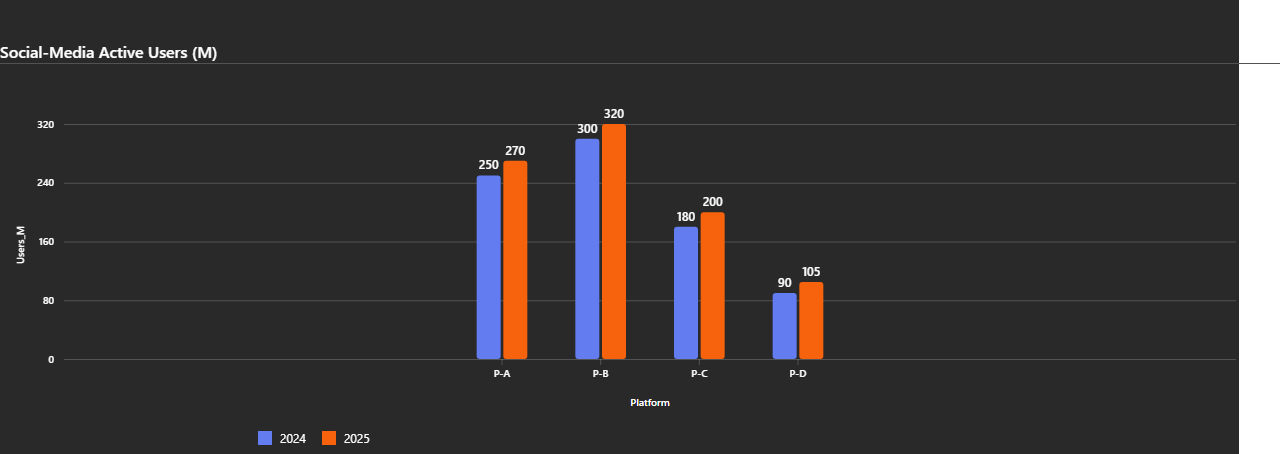 Social-Media Active Users (M)
320
240
160
80
0
Users_M
250
270
300
320
180
200
90
105
P-A
P-B
P-C
P-D
Platform
2024
2025